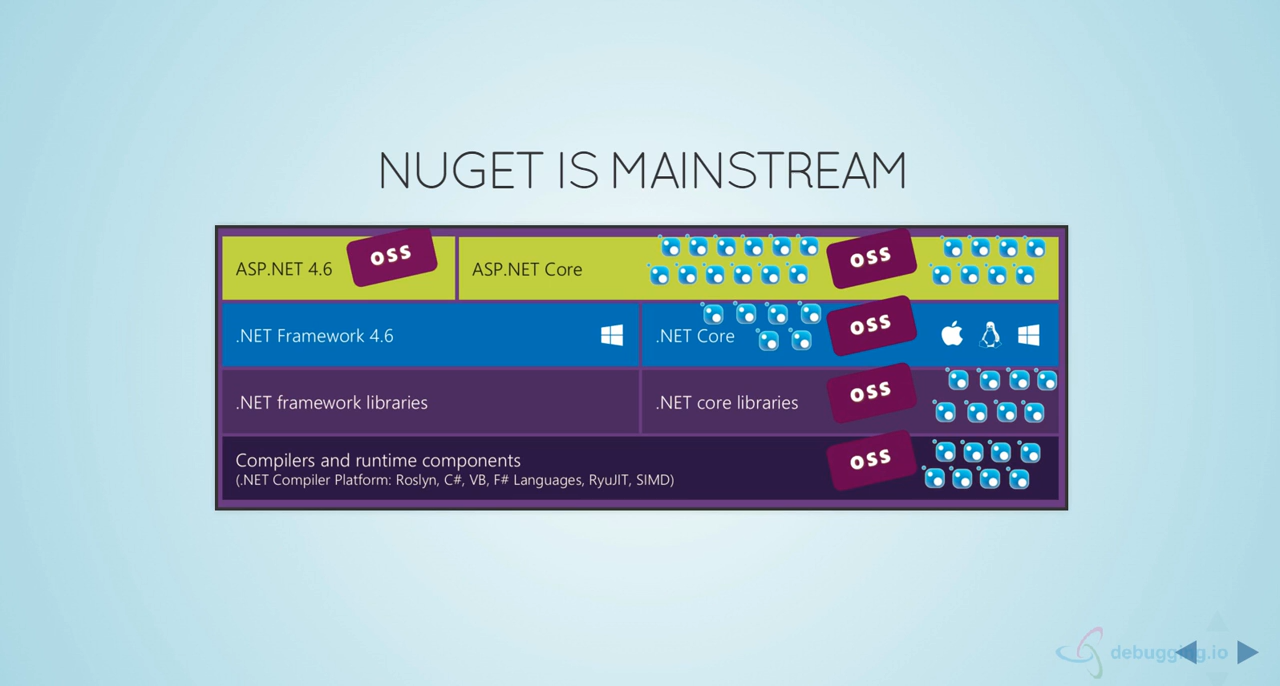 NUGET IS MAINSTREAM
ASP.NET 4.6
OSS
ASP.NET Core
OSS
.NET Framework 4.6
.NET Core
OSS
.NET framework libraries
.NET core libraries
OSS
Compilers and runtime components
(.NET Compiler Platform: Roslyn, C#, VB, F# Languages, RyuJIT, SIMD)
OSS
debugging.io